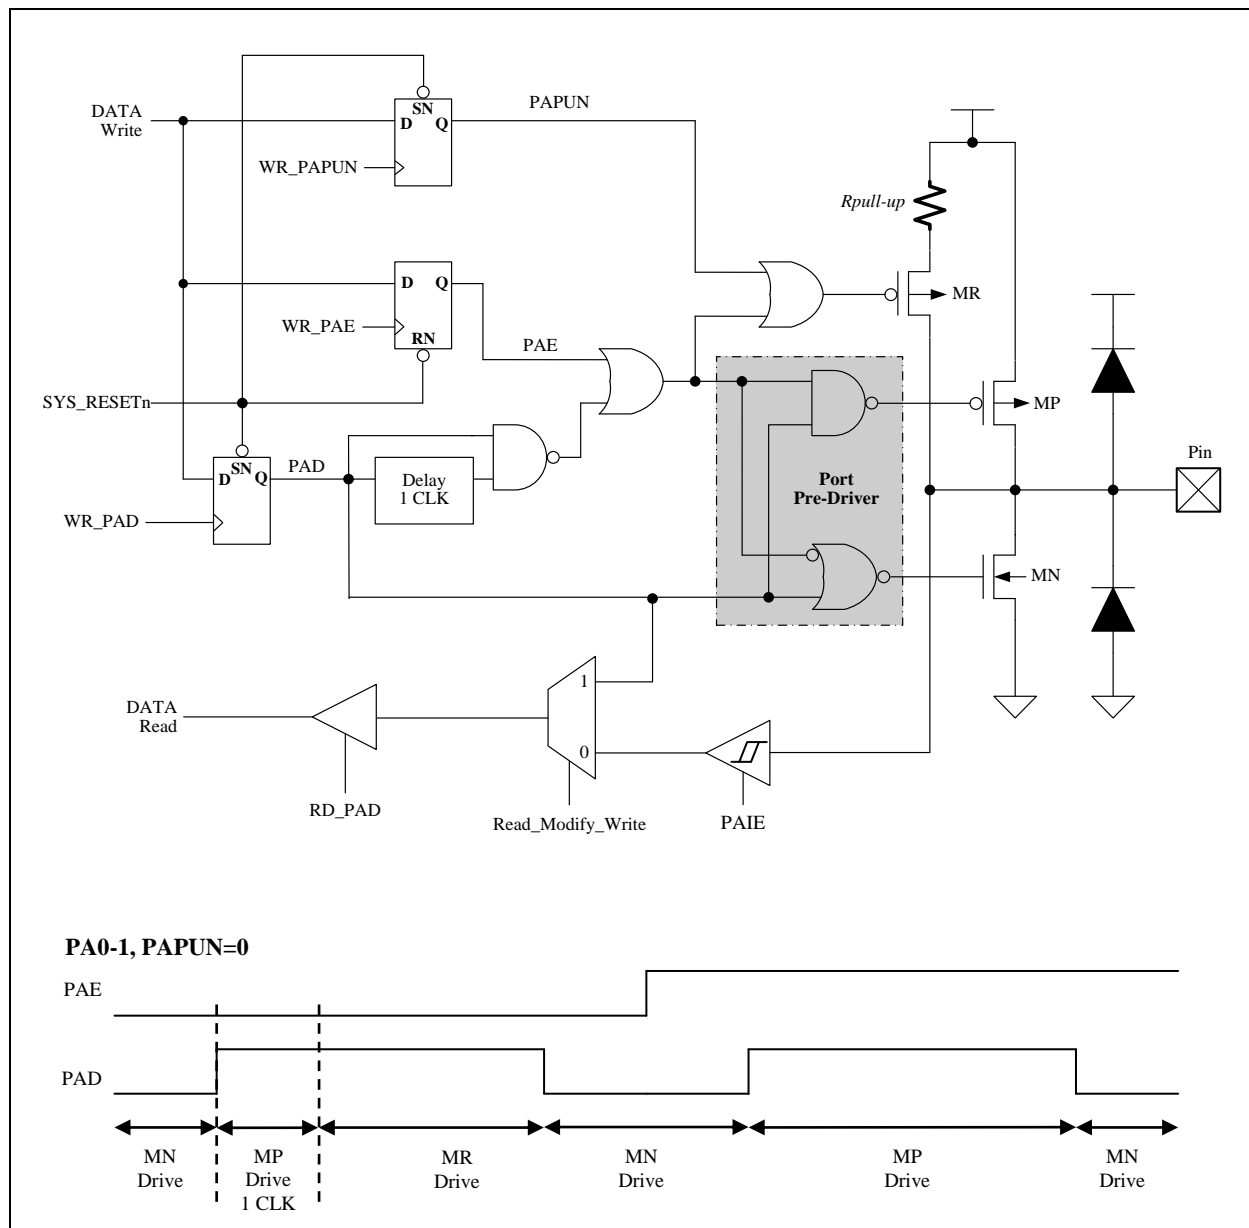 DATA
Write
SN
D
Q
PAPUN
WR_PAPUN
Rpull-up
MR
D
Q
WR_PAE
RN
PAE
SYS_RESETn
MP
Pin
SN
D
Q
PAD
Delay
1 CLK
Port
Pre-Driver
WR_PAD
MN
1
DATA
Read
0
RD_PAD
Read_Modify_Write
PAIE
PA0-1, PAPUN=0
PAE
PAD
MN
Drive
MP
Drive
1 CLK
MR
Drive
MN
Drive
MP
Drive
MN
Drive